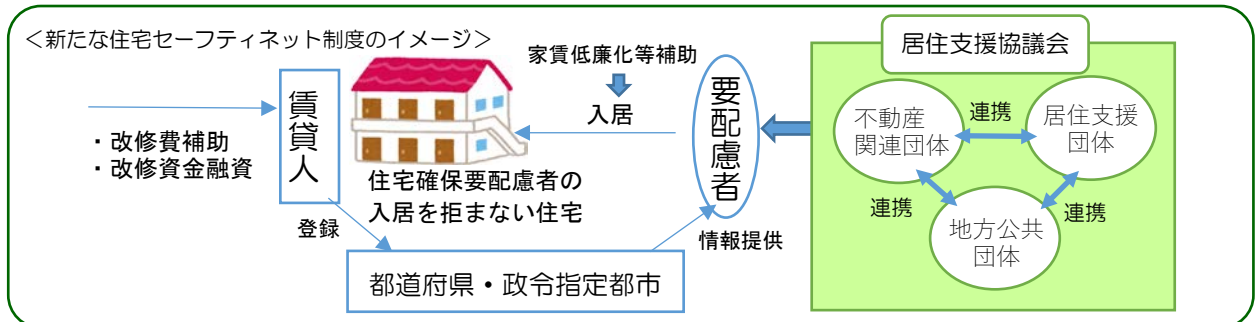 ＜新たな住宅セーフティネット制度のイメージ＞
・改修費補助
・改修資金融資
賃貸人
登録
住宅確保要配慮者の
入居を拒まない住宅
都道府県・政令指定都市
家賃低廉化等補助
入居
要配慮者
情報提供
居住支援協議会
不動産
関連団体
連携
居住支援
団体
連携
連携
地方公共
団体